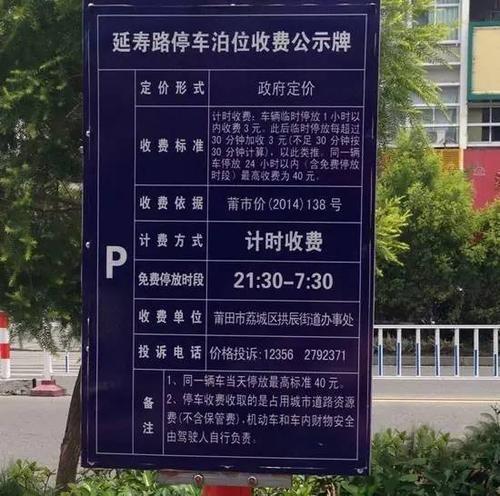 延寿路停车泊位收费公示牌
P
定价形式 政府定价
收费标准
计时收费：车辆临时停放1小时以
内收费3元。此后临时停放每超过
30分钟加收3元(不足30分钟按
30分钟计算)，以此类推。同一辆
车停放24小时以内（含免费停放
时段）最高收费为40元。
收费依据 莆市价(2014)138号
计费方式 计时收费
免费停放时段 21:30-7:30
收费单位 莆田市荔城区拱辰街道办事处
投诉电话 价格投诉:12356 2792371
备注
1、同一辆车当天停放最高标准40元。
2、停车收费收取的是占用城市道路资源
费(不含保管费)，机动车和车内财物安全
由驾驶人自行负责。